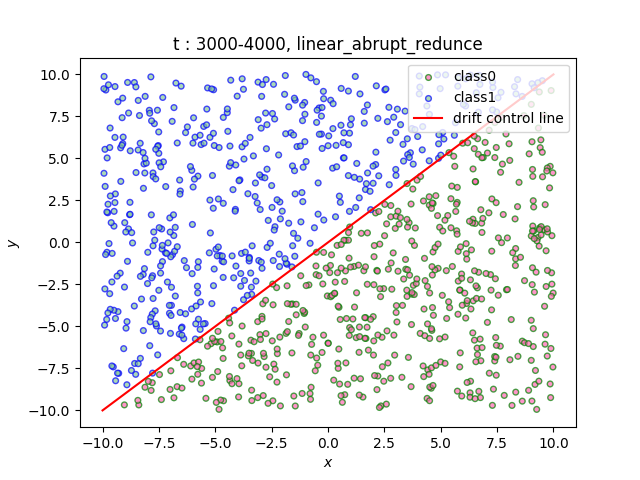 t : 3000-4000, linear_abrupt_redunce
class0
class1
drift control line
10.0
7.5
5.0
2.5
0.0
−2.5
−5.0
−7.5
−10.0
y
−10.0 −7.5 −5.0 −2.5 0.0 2.5 5.0 7.5 10.0
x